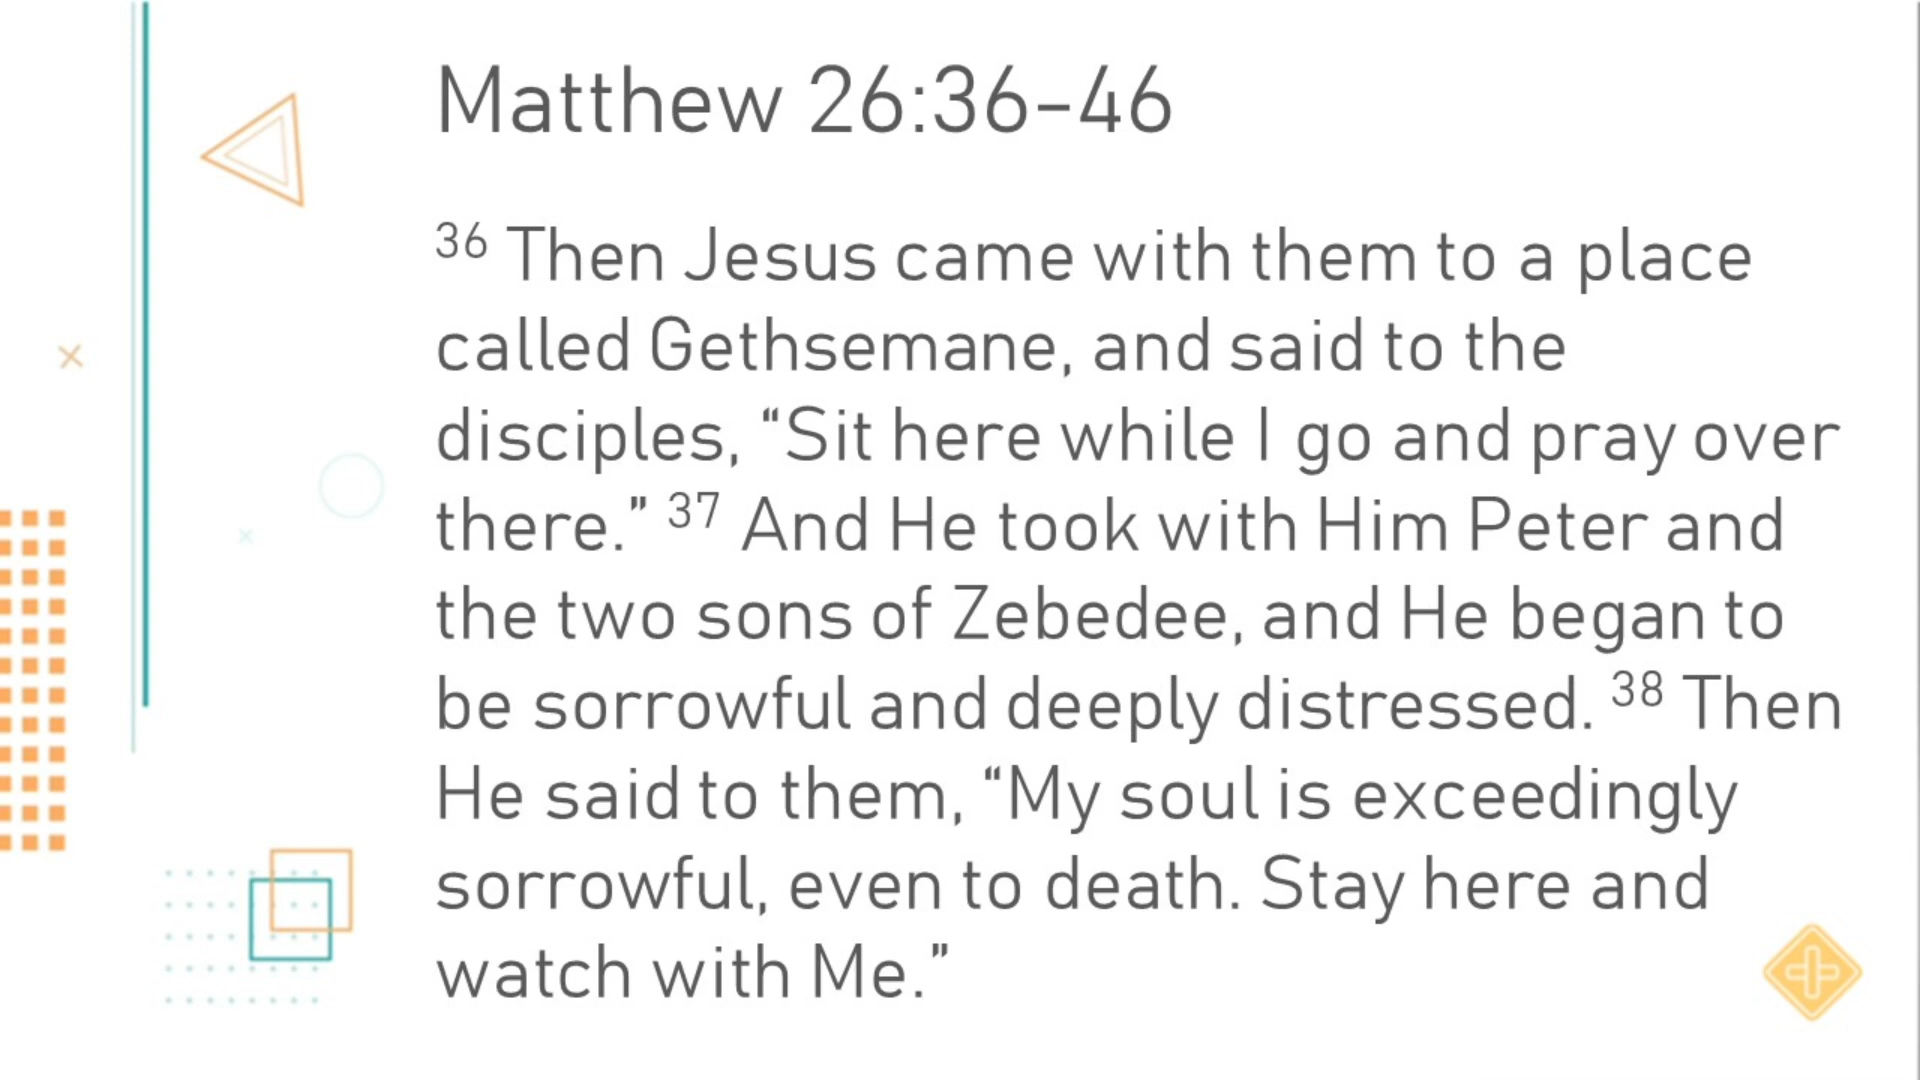 Matthew 26:36–46
36 Then Jesus came with them to a place
called Gethsemane, and said to the
disciples, “Sit here while I go and pray over
there.” 37 And He took with Him Peter and
the two sons of Zebedee, and He began to
be sorrowful and deeply distressed. 38 Then
He said to them, “My soul is exceedingly
sorrowful, even to death. Stay here and
watch with Me.”